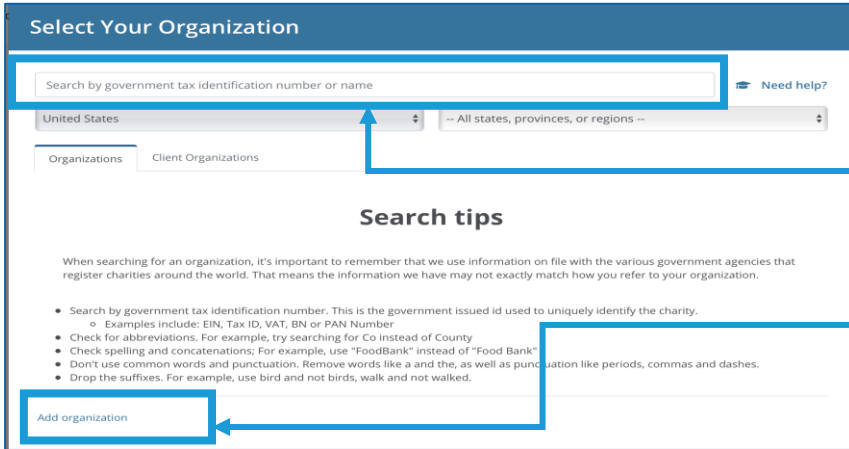 Select Your Organization
Search by government tax identification number or name
Need help?
United States
-- All states, provinces, or regions --
Organizations
Client Organizations
Search tips
When searching for an organization, it's important to remember that we use information on file with the various government agencies that
register charities around the world. That means the information we have may not exactly match how you refer to your organization.
Search by government tax identification number. This is the government issued id used to uniquely identify the charity.
Examples include: EIN, Tax ID, VAT, BN or PAN Number
Check for abbreviations. For example, try searching for Co instead of County
Check spelling and concatenations; For example, use "FoodBank" instead of "Food Bank"
Don't use common words and punctuation. Remove words like a and the, as well as punctuation like periods, commas and dashes.
Drop the suffixes. For example, use bird and not birds, walk and not walked.
Add organization